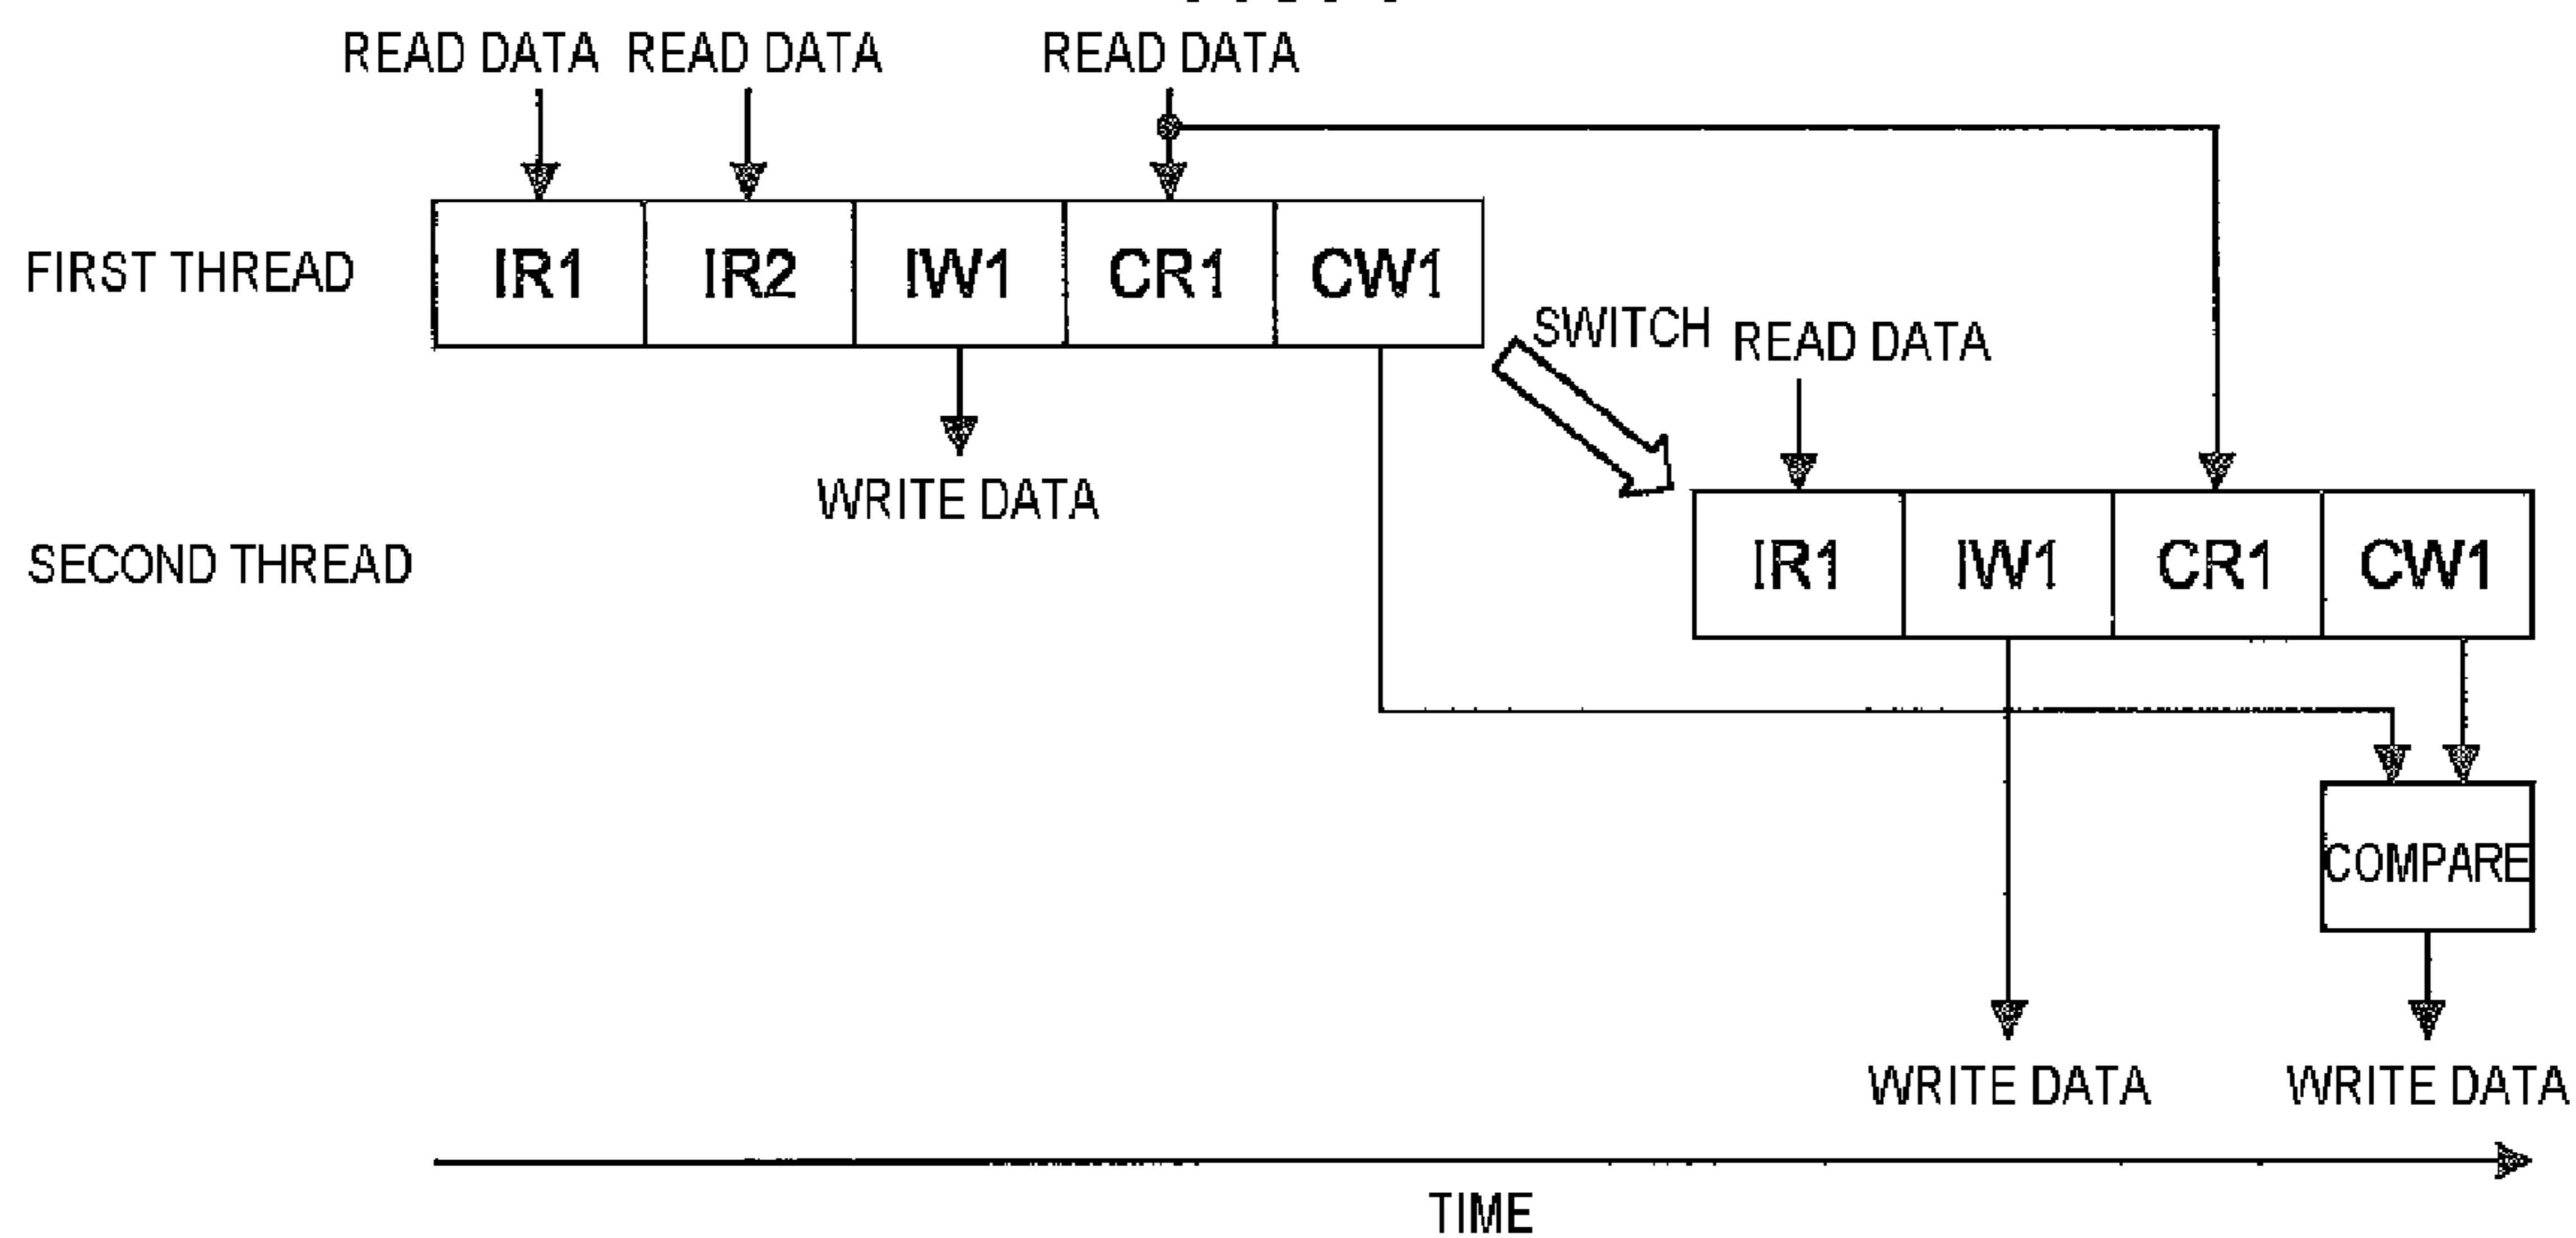 READ DATA READ DATA READ DATA
FIRST THREAD IR1 IR2 IW1 CR1 CW1
SWITCH READ DATA
WRITE DATA
SECOND THREAD IR1 IW1 CR1 CW1
COMPARE
WRITE DATA WRITE DATA
TIME